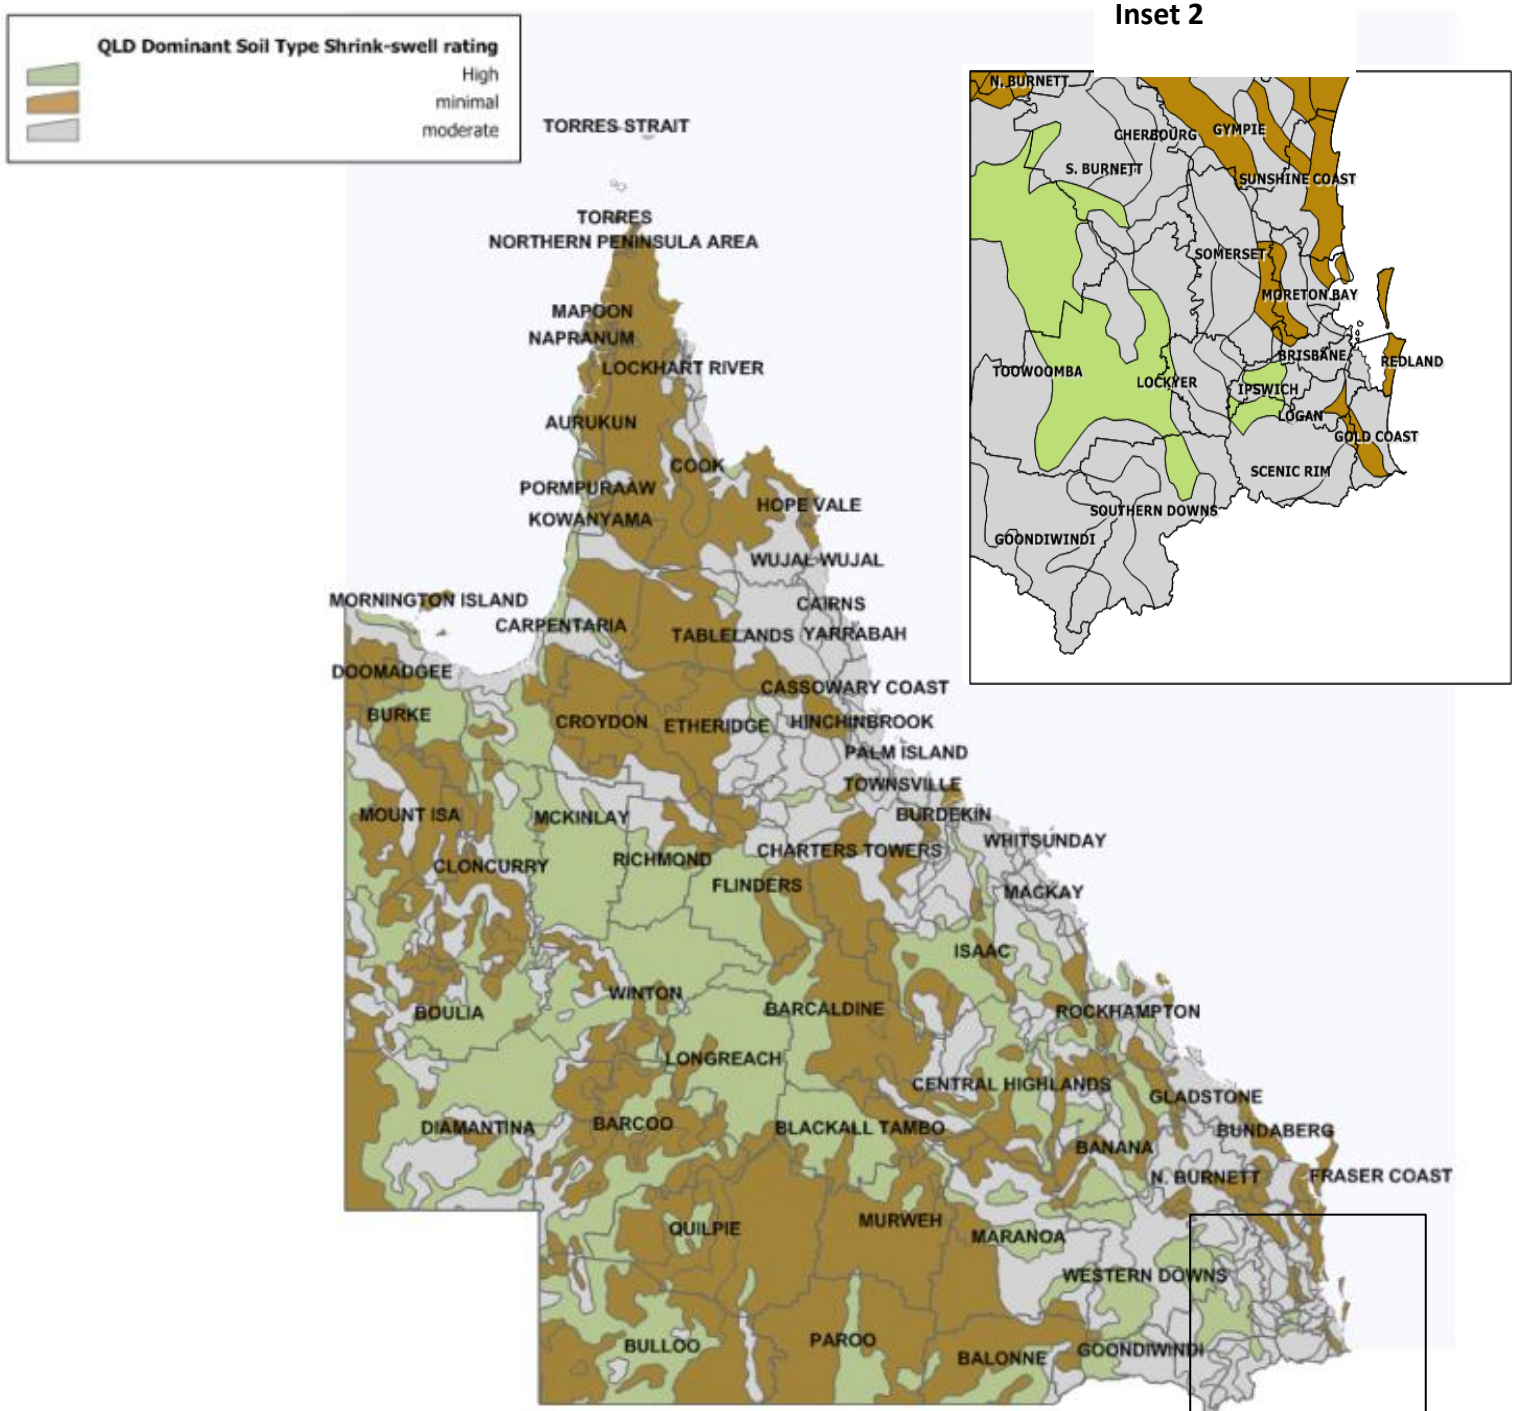 Inset 2
QLD Dominant Soil Type Shrink-swell rating
High
minimal
moderate
TORRES STRAIT
TORRES
NORTHERN PENINSULA AREA
MAPOON
NAPRANUM
LOCKHART RIVER
AURUKUN
COOK
PORMPURAAW
HOPE VALE
KOWANYAMA
WUJAL WUJAL
MORNINGTON ISLAND
CAIRNS
CARPENTARIA
TABLELANDS
YARRABAH
DOOMADGEE
CASSOWARY COAST
BURKE
CROYDON
ETHERIDGE
HINCHINBROOK
PALM ISLAND
TOWNSVILLE
MOUNT ISA
MCKINLAY
BURDEKIN
WHITSUNDAY
CHARTERS TOWERS
RICHMOND
CLONCURRY
FLINDERS
MACKAY
ISAAC
WINTON
BARCALDINE
BOULIA
ROCKHAMPTON
LONGREACH
CENTRAL HIGHLANDS
GLADSTONE
DIAMANTINA
BARCOO
BLACKALL TAMBO
BUNDABERG
BANANA
N. BURNETT
FRASER COAST
QUILPIE
MURWEH
MARANOA
WESTERN DOWNS
BULLOO
PAROO
BALONNE
GOONDIWINDI
N. BURNETT
CHERBOURG
GYMPIE
S. BURNETT
SUNSHINE COAST
SOMERSET
MORETON BAY
BRISBANE
REDLAND
TOOWOOMBA
LOCKYER
IPSWICH
LOGAN
GOLD COAST
SCENIC RIM
SOUTHERN DOWNS
GOONDIWINDI